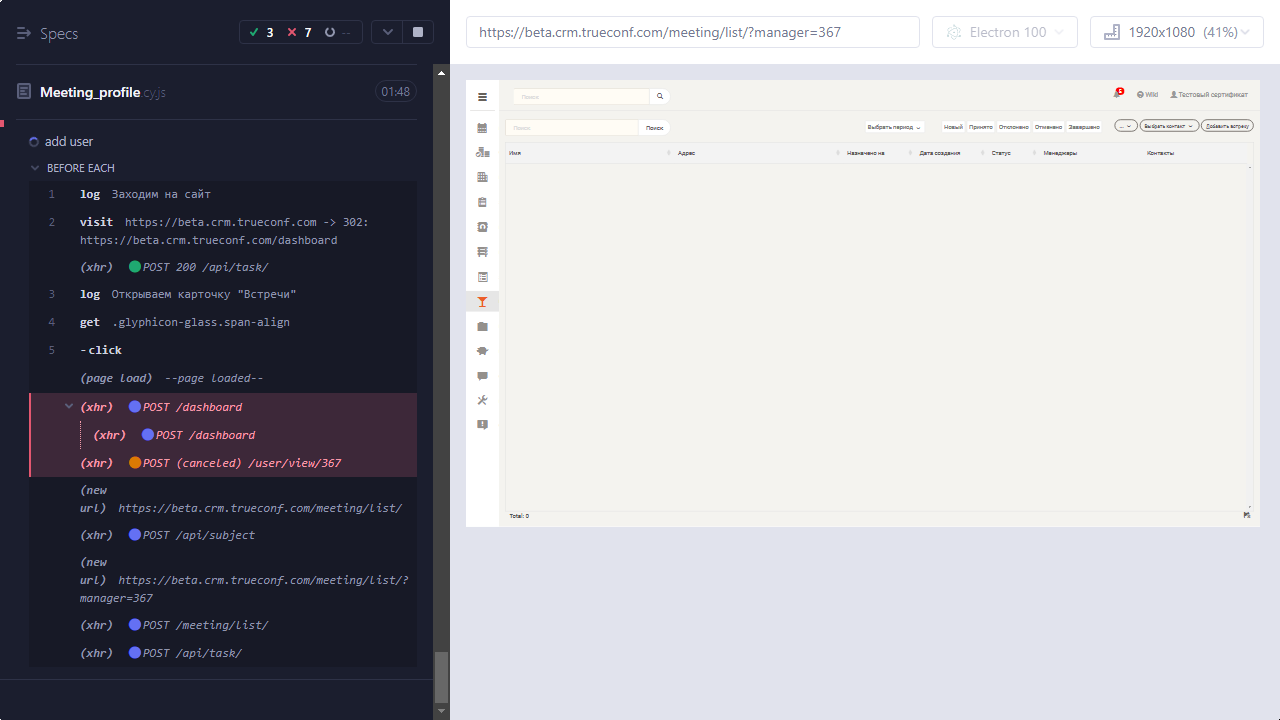 Specs
3
7
--
Meeting_profile.cy.js
01:48
add user
BEFORE EACH
1 log Заходим на сайт
2 visit https://beta.crm.trueconf.com -> 302:
https://beta.crm.trueconf.com/dashboard
(xhr) POST 200 /api/task/
3 log Открываем карточку "Встречи"
4 get .glyphicon-glass.span-align
5 -click
(page load) --page loaded--
(xhr) POST /dashboard
(xhr) POST /dashboard
(xhr) POST (canceled) /user/view/367
(new
url) https://beta.crm.trueconf.com/meeting/list/
(xhr) POST /api/subject
(new
url) https://beta.crm.trueconf.com/meeting/list/?
manager=367
(xhr) POST /meeting/list/
(xhr) POST /api/task/
https://beta.crm.trueconf.com/meeting/list/?manager=367
Electron 100
1920x1080 (41%)
Поиск
Wiki
Тестовый сертификат
Поиск
Поиск
Выбрать период
Новый Принято Отклонено Отменено Завершено
...
Выбрать контакт
Добавить встречу
Имя Адрес Назначено на Дата создания Статус Менеджеры Контакты
Total: 0